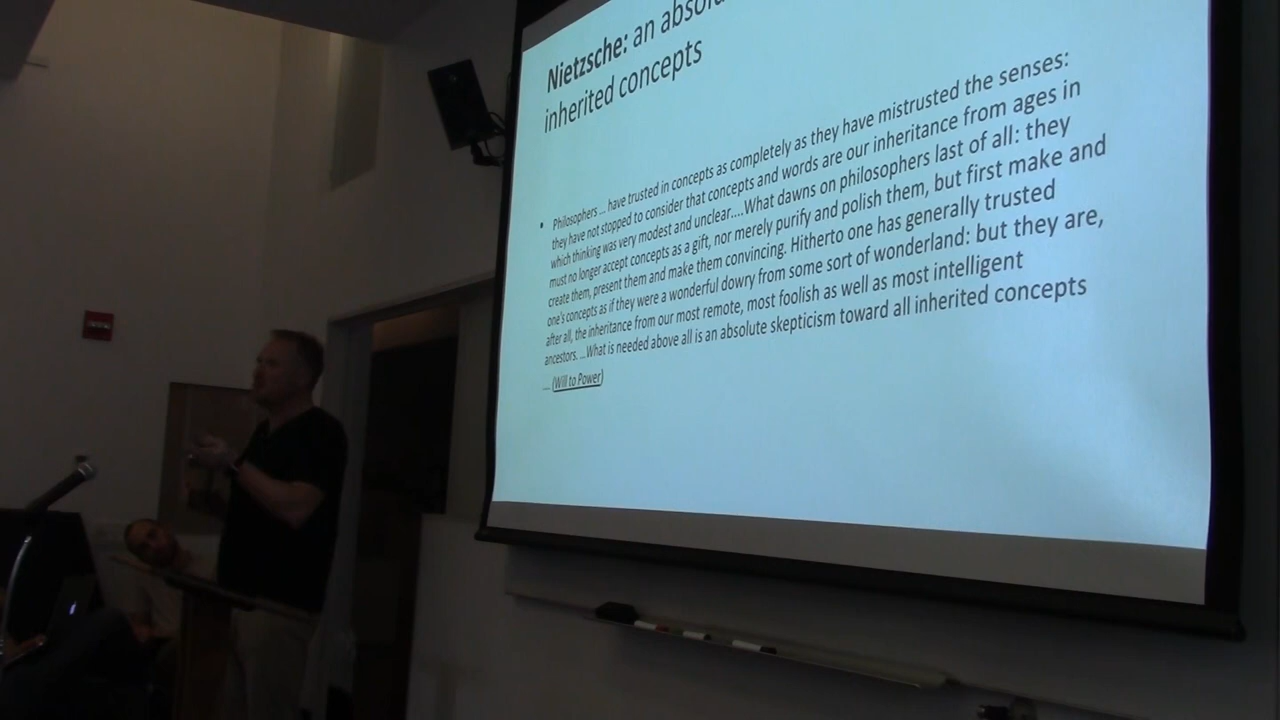 Nietzsche: an absolu
inherited concepts
• Philosophers ... have trusted in concepts as completely as they have mistrusted the senses:
they have not stopped to consider that concepts and words are our inheritance from ages in
which thinking was very modest and unclear....What dawns on philosophers last of all: they
must no longer accept concepts as a gift, nor merely purify and polish them, but first make and
create them, present them and make them convincing. Hitherto one has generally trusted
one's concepts as if they were a wonderful dowry from some sort of wonderland: but they are,
after all, the inheritance from our most remote, most foolish as well as most intelligent
ancestors. ...What is needed above all is an absolute skepticism toward all inherited concepts
.... (Will to Power)